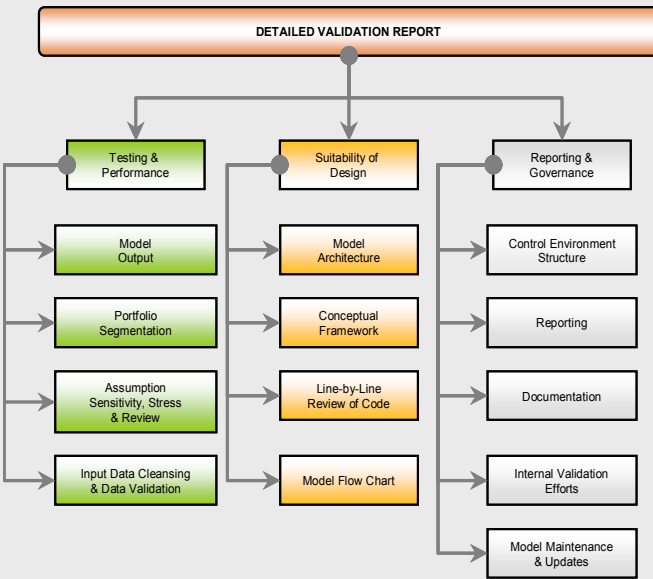 DETAILED VALIDATION REPORT
Testing &
Performance
Suitability of
Design
Reporting &
Governance
Model
Output
Model
Architecture
Control Environment
Structure
Portfolio
Segmentation
Conceptual
Framework
Reporting
Assumption
Sensitivity, Stress
& Review
Line-by-Line
Review of Code
Documentation
Input Data Cleansing
& Data Validation
Model Flow Chart
Internal Validation
Efforts
Model Maintenance
& Updates